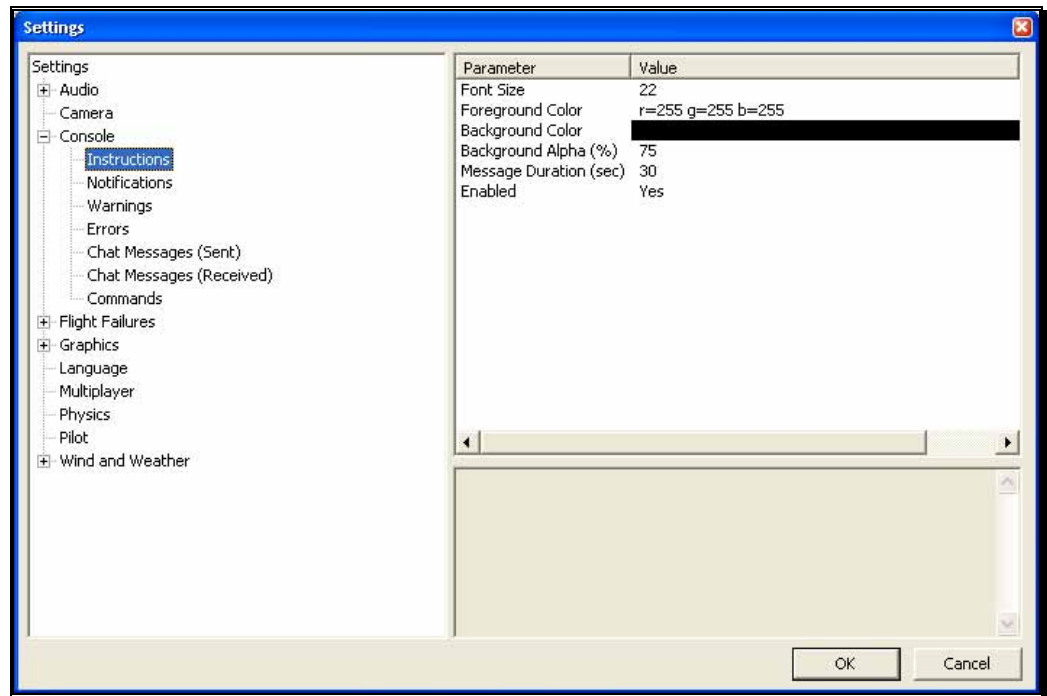 Settings
Settings
Audio
Camera
Console
Instructions
Notifications
Warnings
Errors
Chat Messages (Sent)
Chat Messages (Received)
Commands
Flight Failures
Graphics
Language
Multiplayer
Physics
Pilot
Wind and Weather
Parameter Value
Font Size 22
Foreground Color r=255 g=255 b=255
Background Color
Background Alpha (%) 75
Message Duration (sec) 30
Enabled Yes
OK Cancel